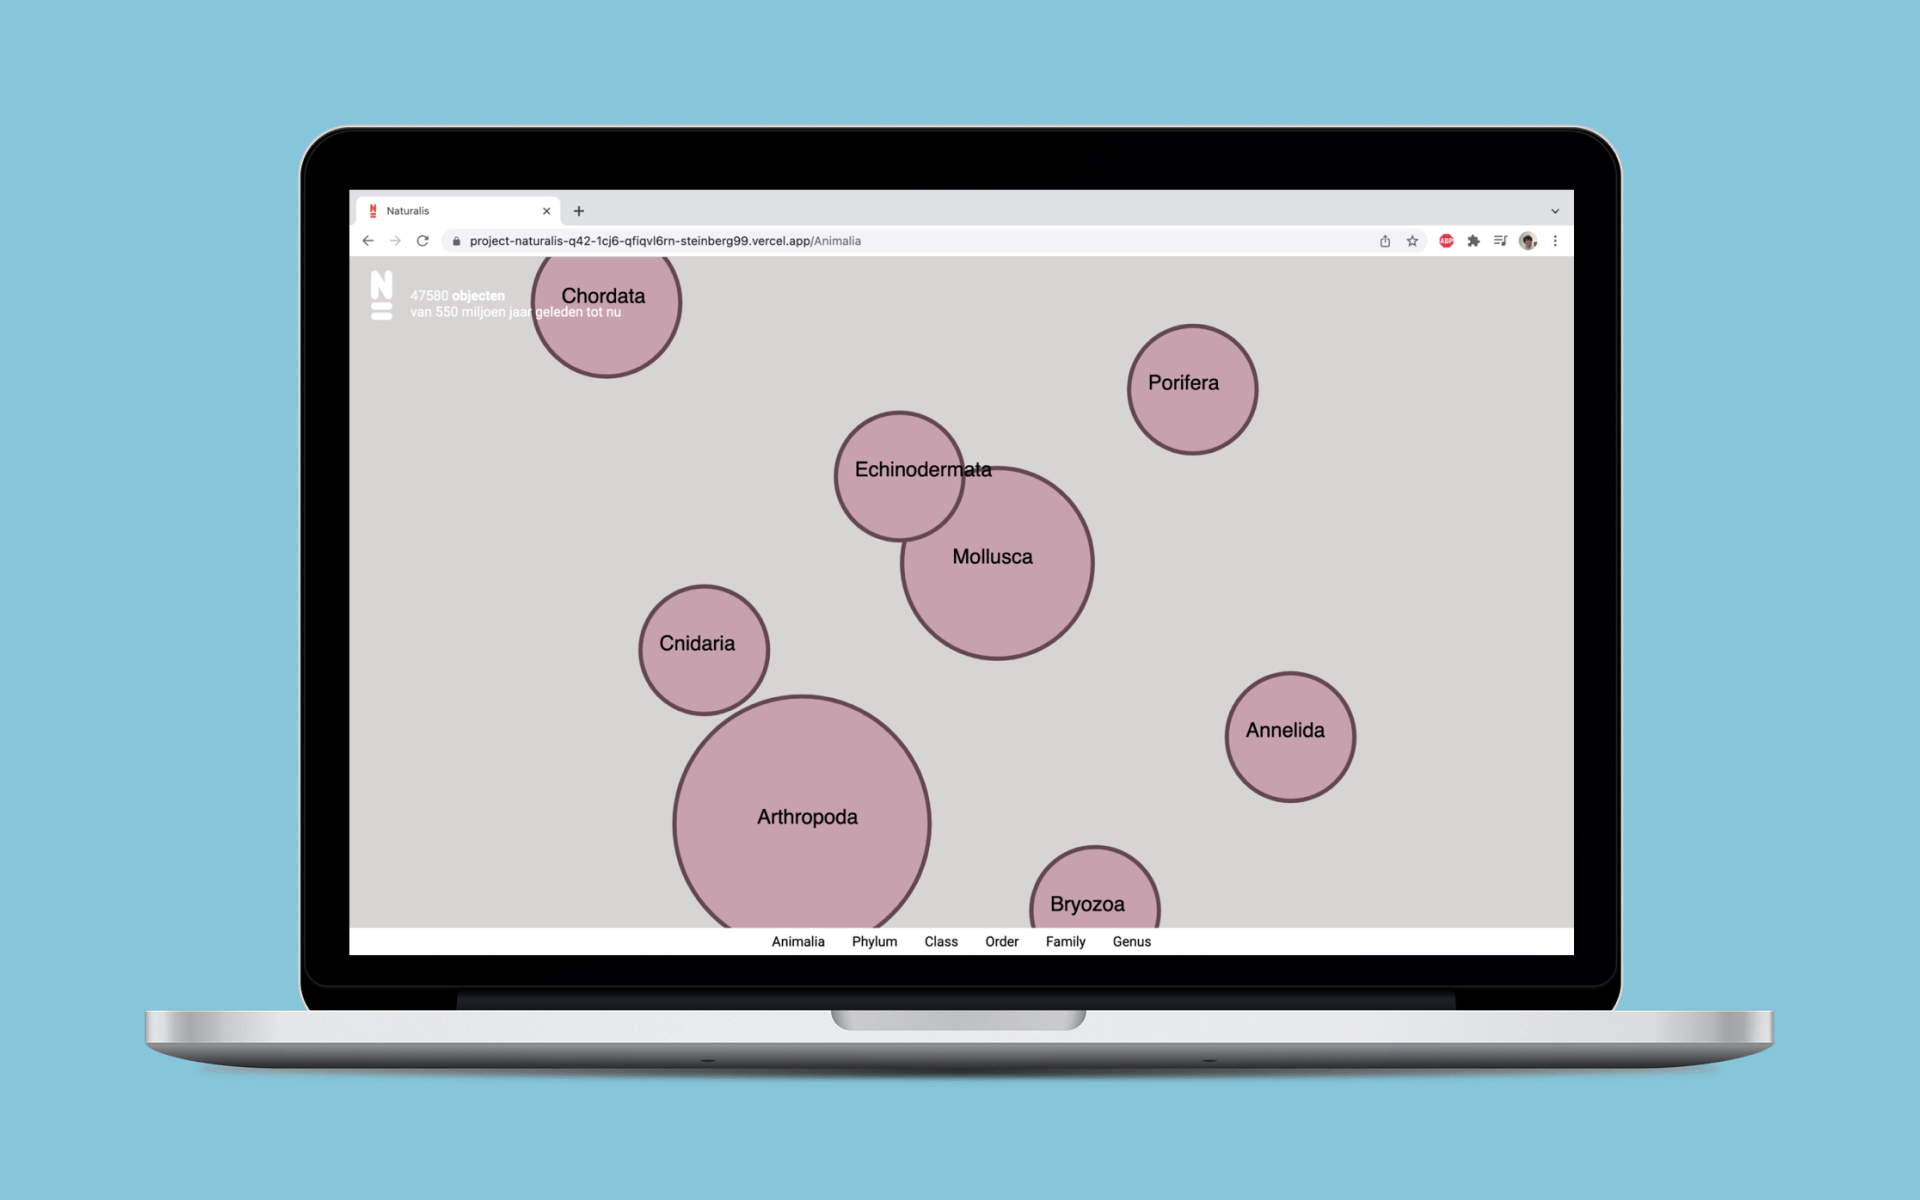 Naturalis
project-naturalis-q42-1cj6-qfiqvl6rn-steinberg99.vercel.app/Animalia
ABP
N
47580 objecten
van 550 miljoen jaar geleden tot nu
Chordata
Porifera
Echinodermata
Mollusca
Cnidaria
Annelida
Arthropoda
Bryozoa
Animalia Phylum Class Order Family Genus